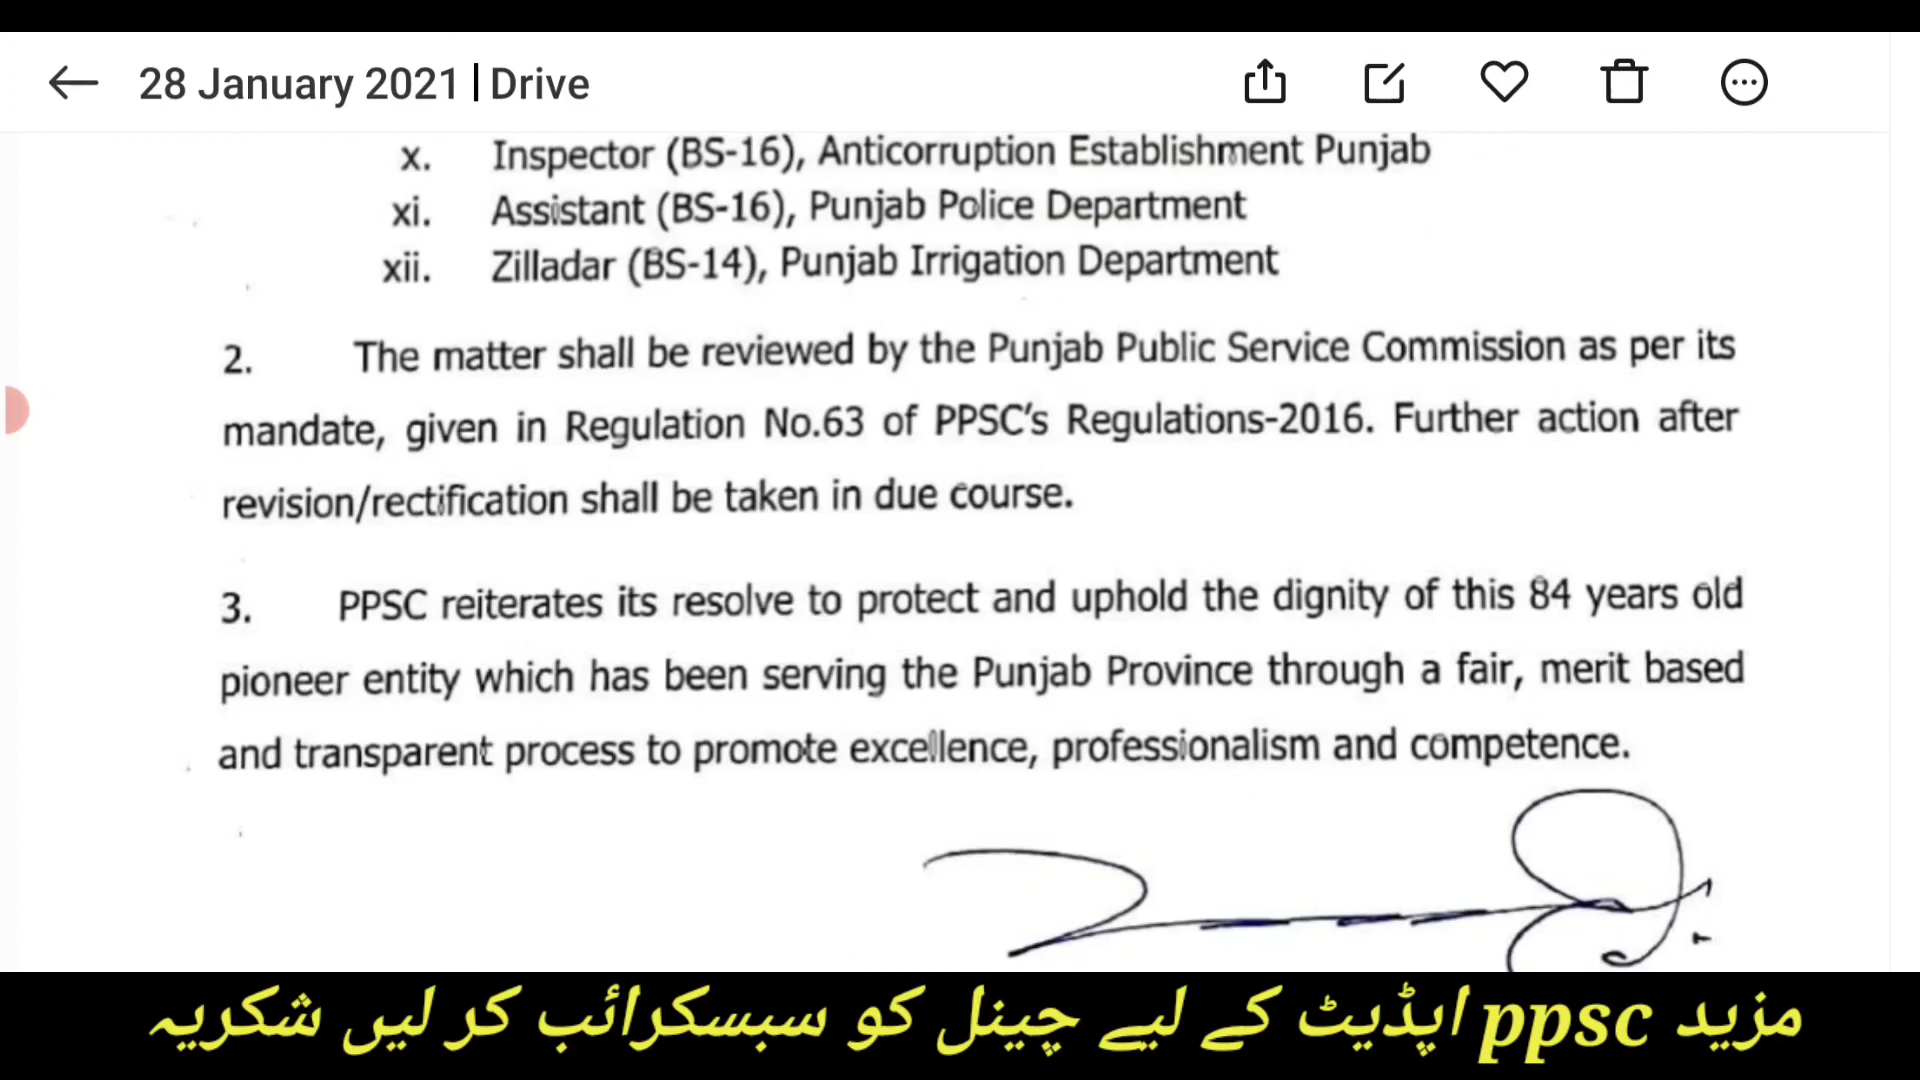 28 January 2021 | Drive
x. Inspector (BS-16), Anticorruption Establishment Punjab
xi. Assistant (BS-16), Punjab Police Department
xii. Zilladar (BS-14), Punjab Irrigation Department
2. The matter shall be reviewed by the Punjab Public Service Commission as per its
mandate, given in Regulation No.63 of PPSC's Regulations-2016. Further action after
revision/rectification shall be taken in due course.
3. PPSC reiterates its resolve to protect and uphold the dignity of this 84 years old
pioneer entity which has been serving the Punjab Province through a fair, merit based
and transparent process to promote excellence, professionalism and competence.
مزید ppsc اپڈیٹ کے لیے چینل کو سبسکرائب کر لیں شکریہ